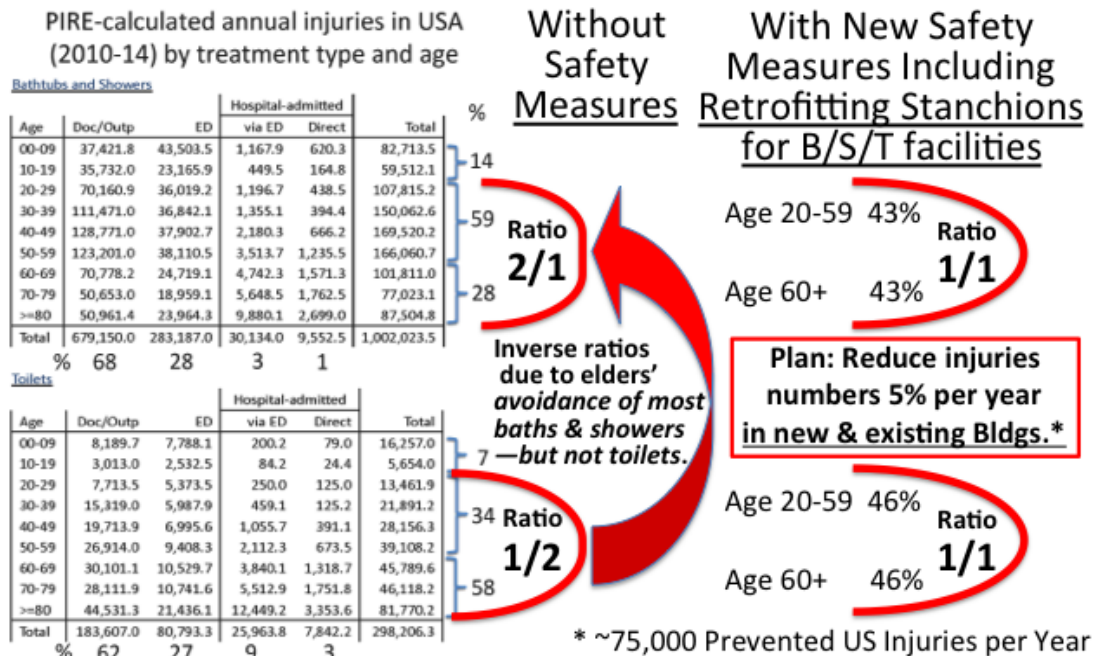 PIRE-calculated annual injuries in USA
(2010-14) by treatment type and age
Bathtubs and Showers
Hospital-admitted
%
Age Doc/Outp ED via ED Direct Total
00-09 37,421.8 43,503.5 1,167.9 620.3 82,713.5
10-19 35,732.0 23,165.9 449.5 164.8 59,512.1
20-29 70,160.9 36,019.2 1,196.7 438.5 107,815.2
30-39 111,471.0 36,842.1 1,355.1 394.4 150,062.6
40-49 128,771.0 37,902.7 2,180.3 666.2 169,520.2
50-59 123,201.0 38,110.5 3,513.7 1,235.5 166,060.7
60-69 70,778.2 24,719.1 4,742.3 1,571.3 101,811.0
70-79 50,653.0 18,959.1 5,648.5 1,762.5 77,023.1
>=80 50,961.4 23,964.3 9,880.1 2,699.0 87,504.8
Total 679,150.0 283,187.0 30,134.0 9,552.5 1,002,023.5
% 68 28 3 1
14
59
28
Toilets
Hospital-admitted
Age Doc/Outp ED via ED Direct Total
00-09 8,189.7 7,788.1 200.2 79.0 16,257.0
10-19 3,013.0 2,532.5 84.2 24.4 5,654.0
20-29 7,713.5 5,373.5 250.0 125.0 13,461.9
30-39 15,319.0 5,987.9 459.1 125.2 21,891.2
40-49 19,713.9 6,995.6 1,055.7 391.1 28,156.3
50-59 26,914.0 9,408.3 2,112.3 673.5 39,108.2
60-69 30,101.1 10,529.7 3,840.1 1,318.7 45,789.6
70-79 28,111.9 10,741.6 5,512.9 1,751.8 46,118.2
>=80 44,531.3 21,436.1 12,449.2 3,353.6 81,770.2
Total 183,607.0 80,793.3 25,963.8 7,842.2 298,206.3
% 62 27 9 3
7
34
58
Without
Safety
Measures
Ratio
2/1
Inverse ratios
due to elders'
avoidance of most
baths & showers
—but not toilets.
Ratio
1/2
With New Safety
Measures Including
Retrofitting Stanchions
for B/S/T facilities
Age 20-59 43%
Ratio
1/1
Age 60+ 43%
Plan: Reduce injuries
numbers 5% per year
in new & existing Bldgs.*
Age 20-59 46%
Ratio
1/1
Age 60+ 46%
* ~75,000 Prevented US Injuries per Year